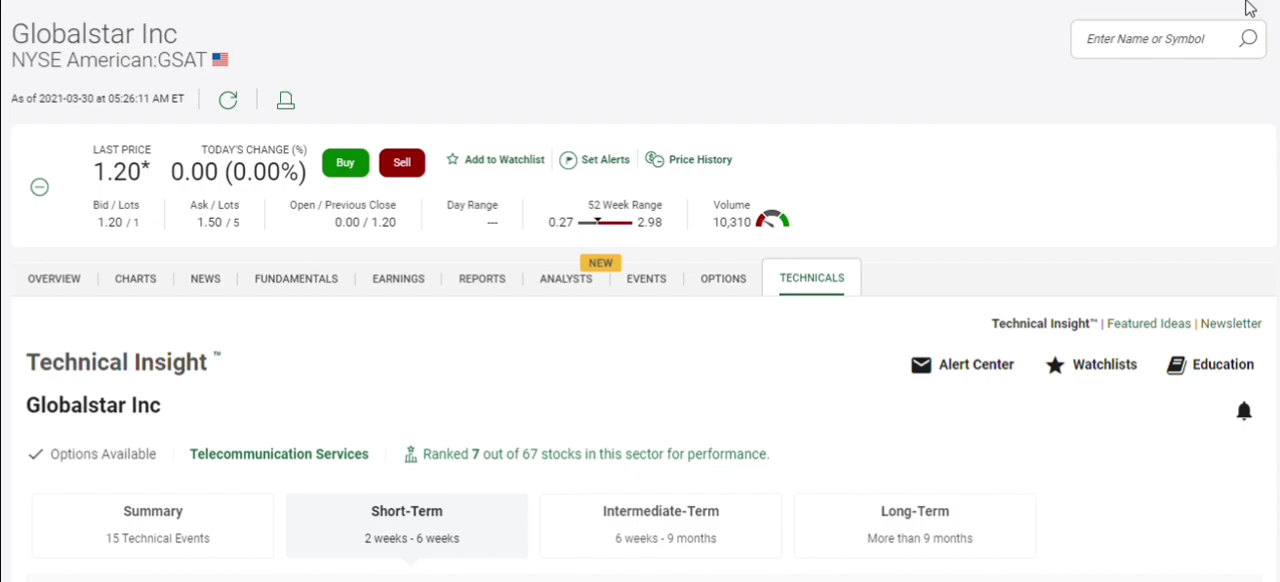 Globalstar Inc
NYSE American:GSAT
Enter Name or Symbol
As of 2021-03-30 at 05:26:11 AM ET
LAST PRICE
1.20*
TODAY'S CHANGE (%)
0.00 (0.00%)
Buy
Sell
Add to Watchlist
Set Alerts
Price History
Bid / Lots
1.20 / 1
Ask / Lots
1.50 / 5
Open / Previous Close
0.00 / 1.20
Day Range
---
52 Week Range
0.27 2.98
Volume
10,310
NEW
OVERVIEW CHARTS NEWS FUNDAMENTALS EARNINGS REPORTS ANALYSTS EVENTS OPTIONS TECHNICALS
Technical Insight™ | Featured Ideas | Newsletter
Technical Insight ™
Alert Center Watchlists Education
Globalstar Inc
Options Available Telecommunication Services Ranked 7 out of 67 stocks in this sector for performance.
Summary
15 Technical Events
Short-Term
2 weeks - 6 weeks
Intermediate-Term
6 weeks - 9 months
Long-Term
More than 9 months